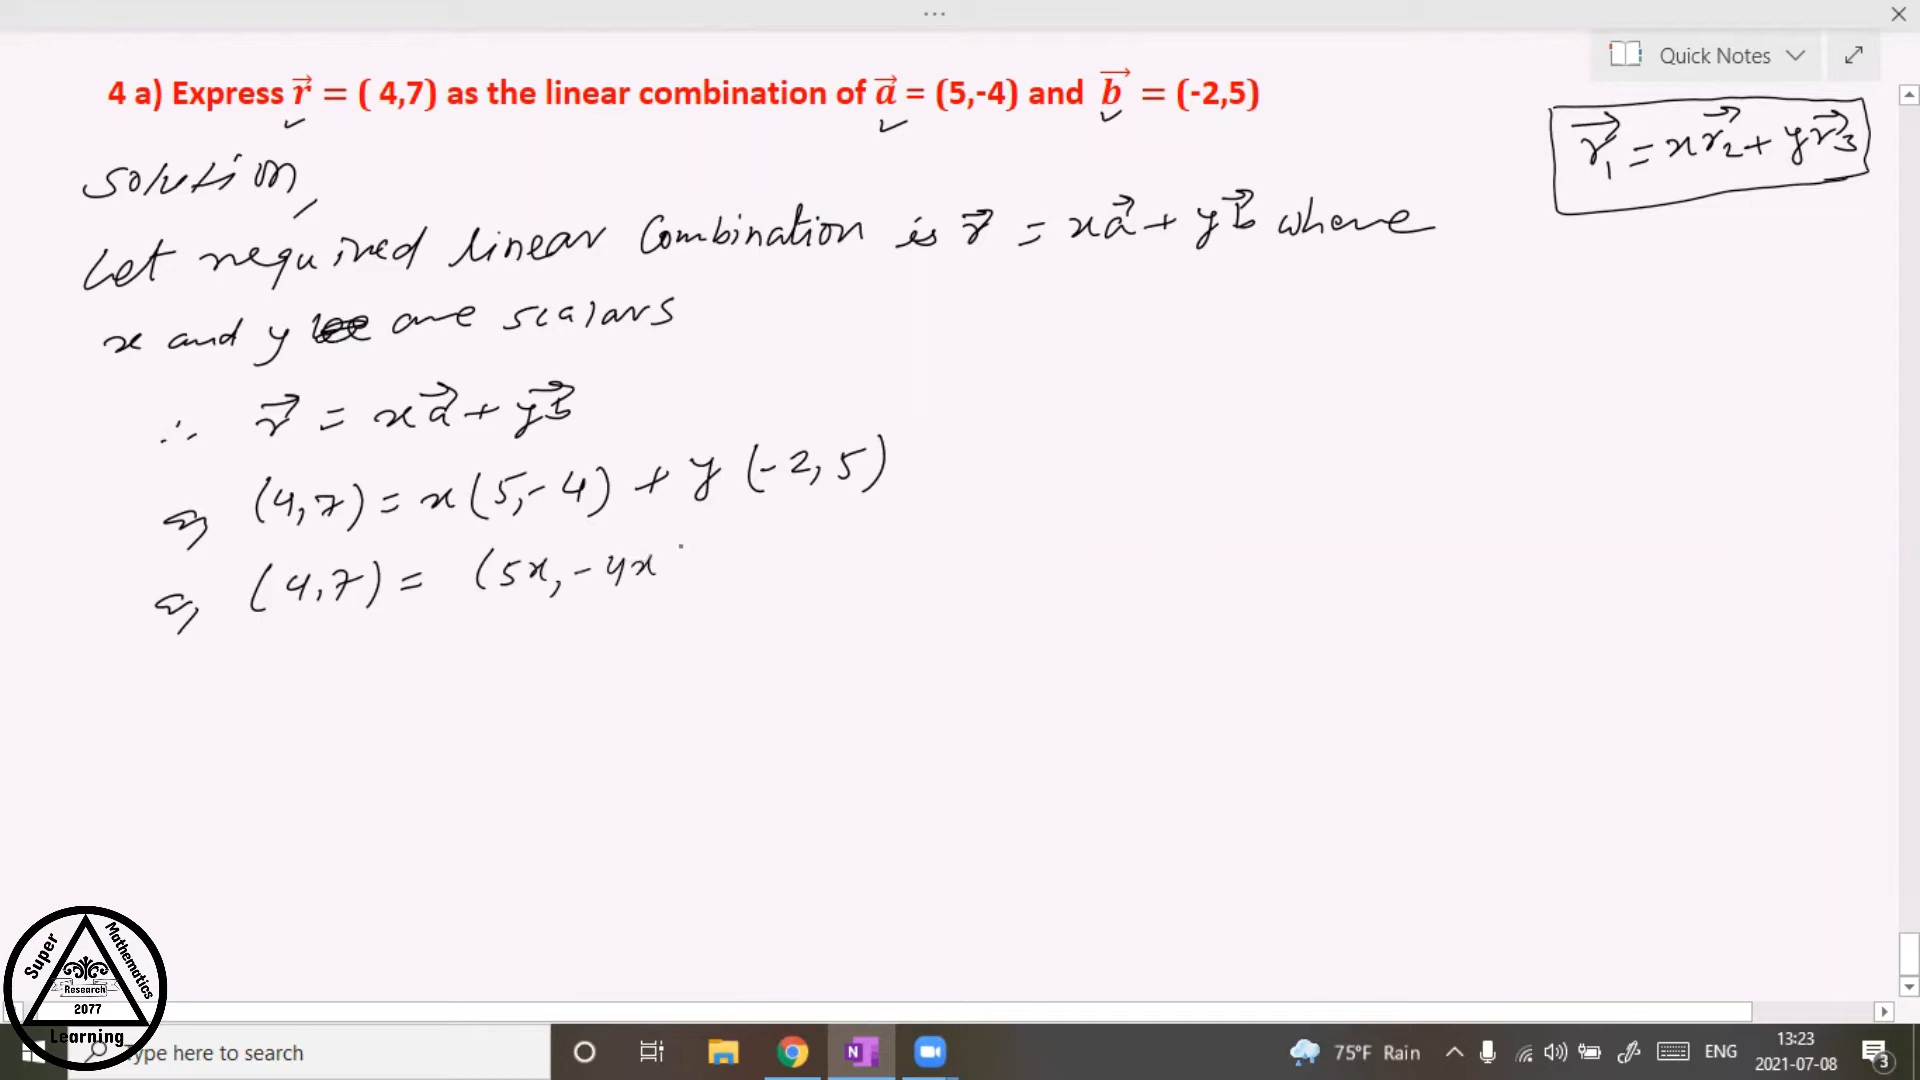 Quick Notes
4 a) Express r⃗ = ( 4,7) as the linear combination of a⃗ = (5,-4) and b⃗ = (-2,5)
r⃗₁ = x r⃗₂ + y r⃗₃
Solution,
Let required linear Combination is r⃗ = xa⃗ + yb⃗ where
x and y are scalars
∴ r⃗ = xa⃗ + yb⃗
⇒ (4,7) = x(5,-4) + y (-2,5)
⇒ (4,7) = (5x, -4x
Super Mathematics
Research
2077
Learning
Type here to search
75°F Rain
ENG
13:23
2021-07-08
3